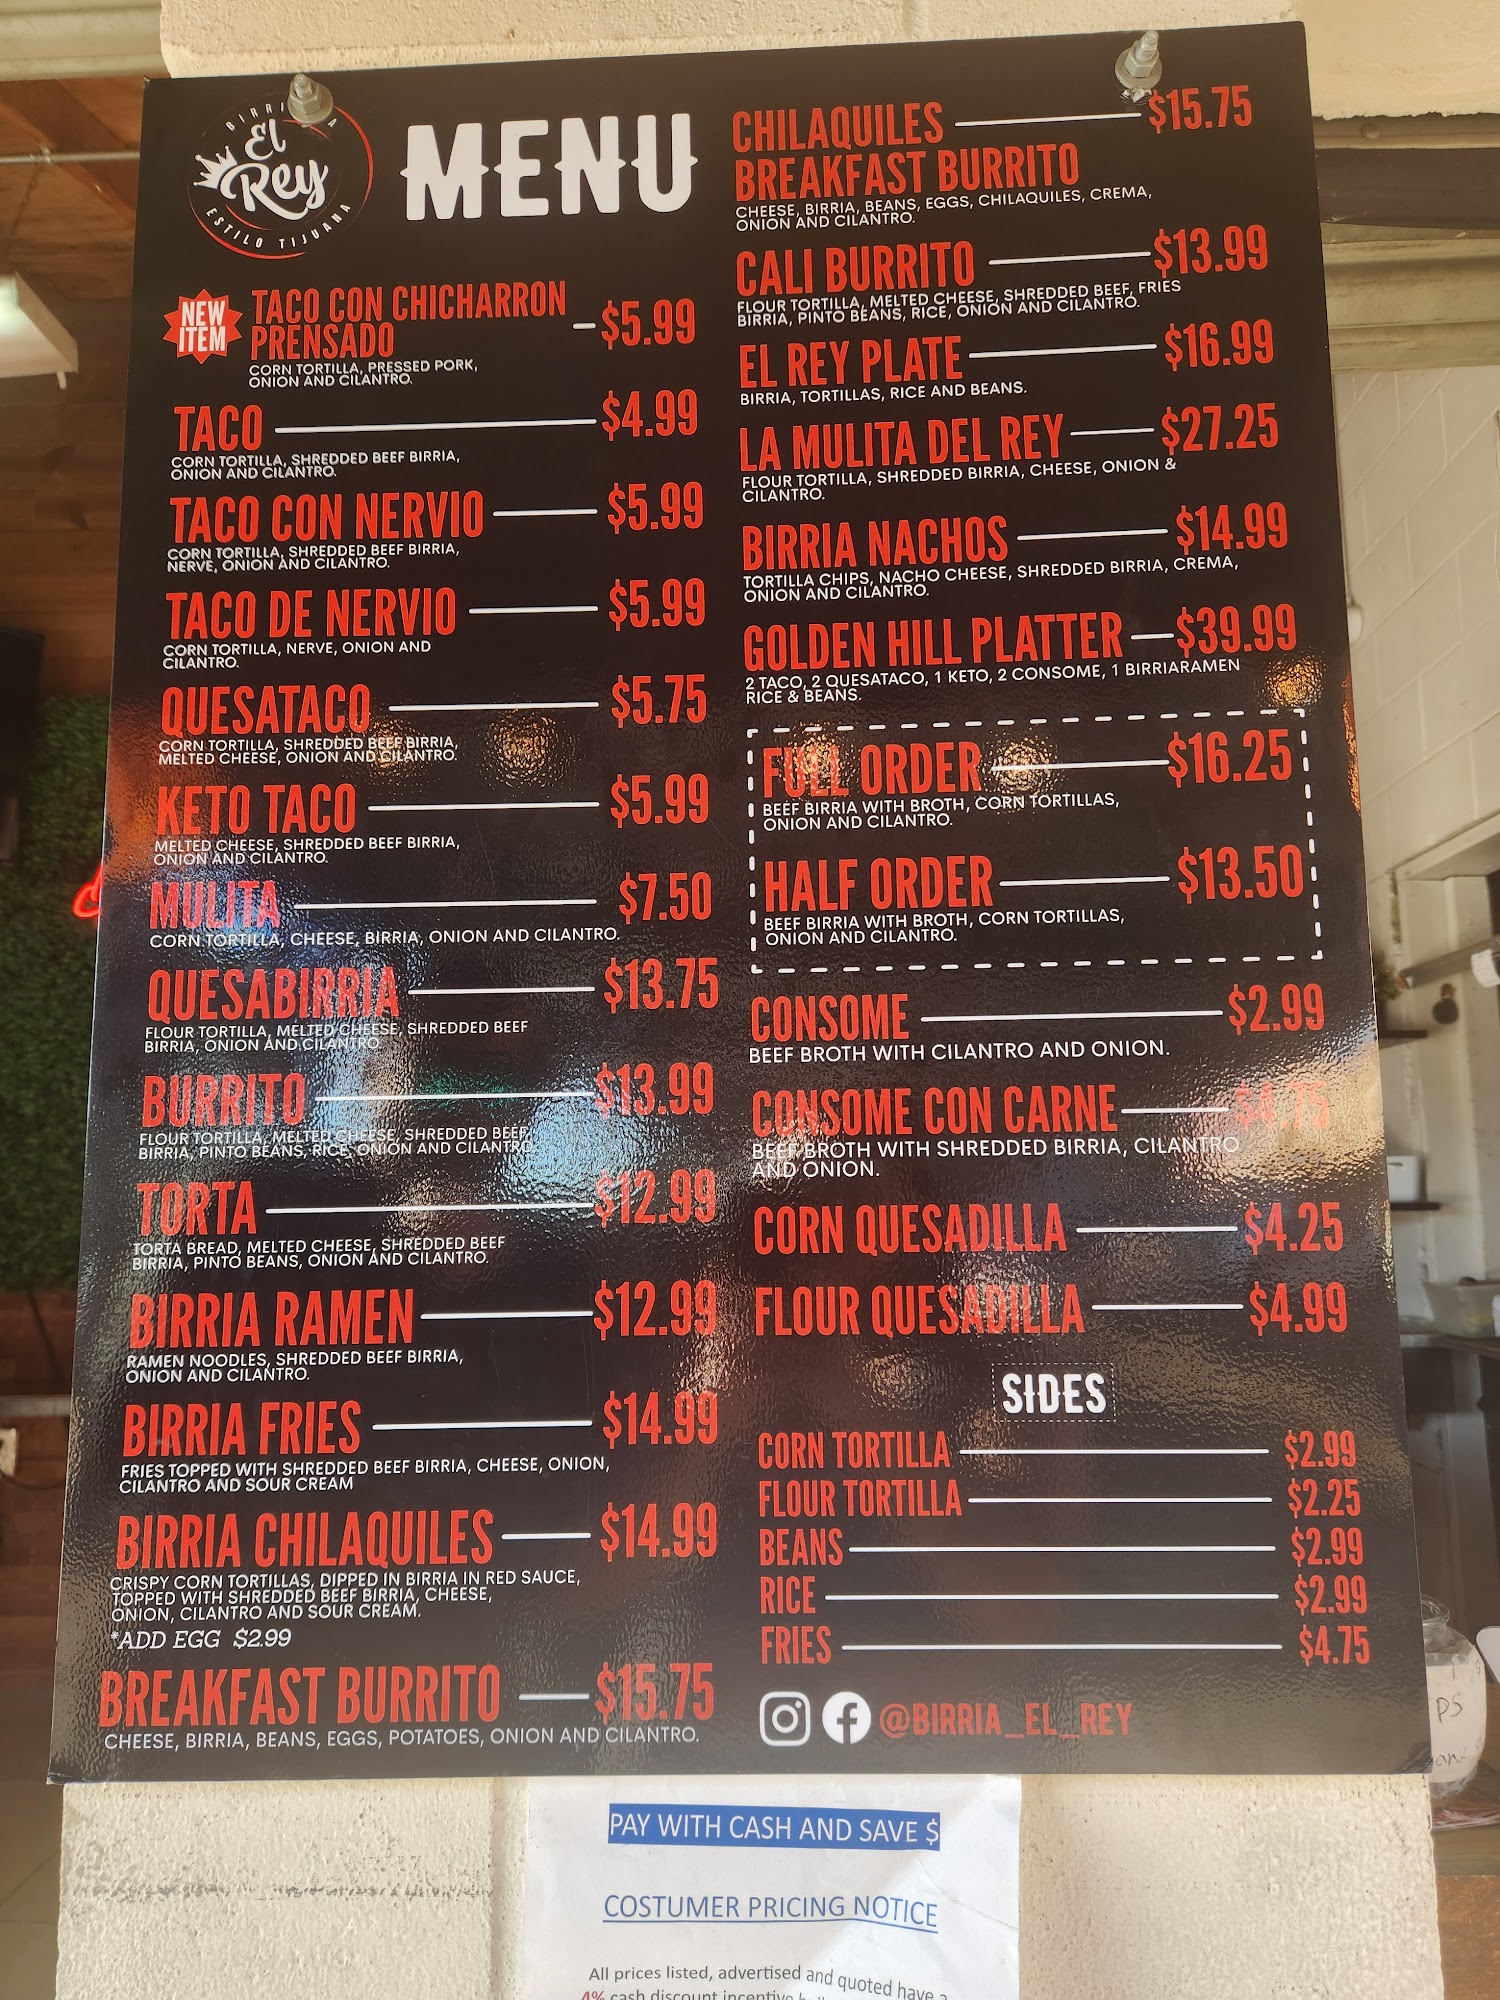 BIRRI A
El
Rey
ESTILO TIJUANA
MENU
NEW
ITEM
TACO CON CHICHARRON
PRENSADO
$5.99
CORN TORTILLA, PRESSED PORK,
ONION AND CILANTRO.
TACO $4.99
CORN TORTILLA, SHREDDED BEEF BIRRIA,
ONION AND CILANTRO.
TACO CON NERVIO $5.99
CORN TORTILLA, SHREDDED BEEF BIRRIA,
NERVE, ONION AND CILANTRO.
TACO DE NERVIO $5.99
CORN TORTILLA, NERVE, ONION AND
CILANTRO.
QUESATACO $5.75
CORN TORTILLA, SHREDDED BEEF BIRRIA,
MELTED CHEESE, ONION AND CILANTRO.
KETO TACO $5.99
MELTED CHEESE, SHREDDED BEEF BIRRIA,
ONION AND CILANTRO.
MULITA $7.50
CORN TORTILLA, CHEESE, BIRRIA, ONION AND CILANTRO.
QUESABIRRIA $13.75
FLOUR TORTILLA, MELTED CHEESE, SHREDDED BEEF
BIRRIA, ONION AND CILANTRO.
BURRITO $13.99
FLOUR TORTILLA, MELTED CHEESE, SHREDDED BEEF
BIRRIA, PINTO BEANS, RICE, ONION AND CILANTRO.
TORTA $12.99
TORTA BREAD, MELTED CHEESE, SHREDDED BEEF
BIRRIA, PINTO BEANS, ONION AND CILANTRO.
BIRRIA RAMEN $12.99
RAMEN NOODLES, SHREDDED BEEF BIRRIA,
ONION AND CILANTRO.
BIRRIA FRIES $14.99
FRIES TOPPED WITH SHREDDED BEEF BIRRIA, CHEESE, ONION,
CILANTRO AND SOUR CREAM
BIRRIA CHILAQUILES $14.99
CRISPY CORN TORTILLAS, DIPPED IN BIRRIA IN RED SAUCE,
TOPPED WITH SHREDDED BEEF BIRRIA, CHEESE,
ONION, CILANTRO AND SOUR CREAM.
*ADD EGG $2.99
BREAKFAST BURRITO $15.75
CHEESE, BIRRIA, BEANS, EGGS, POTATOES, ONION AND CILANTRO.
CHILAQUILES $15.75
BREAKFAST BURRITO
CHEESE, BIRRIA, BEANS, EGGS, CHILAQUILES, CREMA,
ONION AND CILANTRO.
CALI BURRITO $13.99
FLOUR TORTILLA, MELTED CHEESE, SHREDDED BEEF, FRIES
BIRRIA, PINTO BEANS, RICE, ONION AND CILANTRO.
EL REY PLATE $16.99
BIRRIA, TORTILLAS, RICE AND BEANS.
LA MULITA DEL REY $27.25
FLOUR TORTILLA, SHREDDED BIRRIA, CHEESE, ONION &
CILANTRO.
BIRRIA NACHOS $14.99
TORTILLA CHIPS, NACHO CHEESE, SHREDDED BIRRIA, CREMA,
ONION AND CILANTRO.
GOLDEN HILL PLATTER $39.99
2 TACO, 2 QUESATACO, 1 KETO, 2 CONSOME, 1 BIRRIARAMEN
RICE & BEANS.
FULL ORDER $16.25
BEEF BIRRIA WITH BROTH, CORN TORTILLAS,
ONION AND CILANTRO.
HALF ORDER $13.50
BEEF BIRRIA WITH BROTH, CORN TORTILLAS,
ONION AND CILANTRO.
CONSOME $2.99
BEEF BROTH WITH CILANTRO AND ONION.
CONSOME CON CARNE $4.75
BEEF BROTH WITH SHREDDED BIRRIA, CILANTRO
AND ONION.
CORN QUESADILLA $4.25
FLOUR QUESADILLA $4.99
SIDES
CORN TORTILLA $2.99
FLOUR TORTILLA $2.25
BEANS $2.99
RICE $2.99
FRIES $4.75
@BIRRIA_EL_REY
PAY WITH CASH AND SAVE $
COSTUMER PRICING NOTICE
All prices listed, advertised and quoted have a
4% cash discount incentive